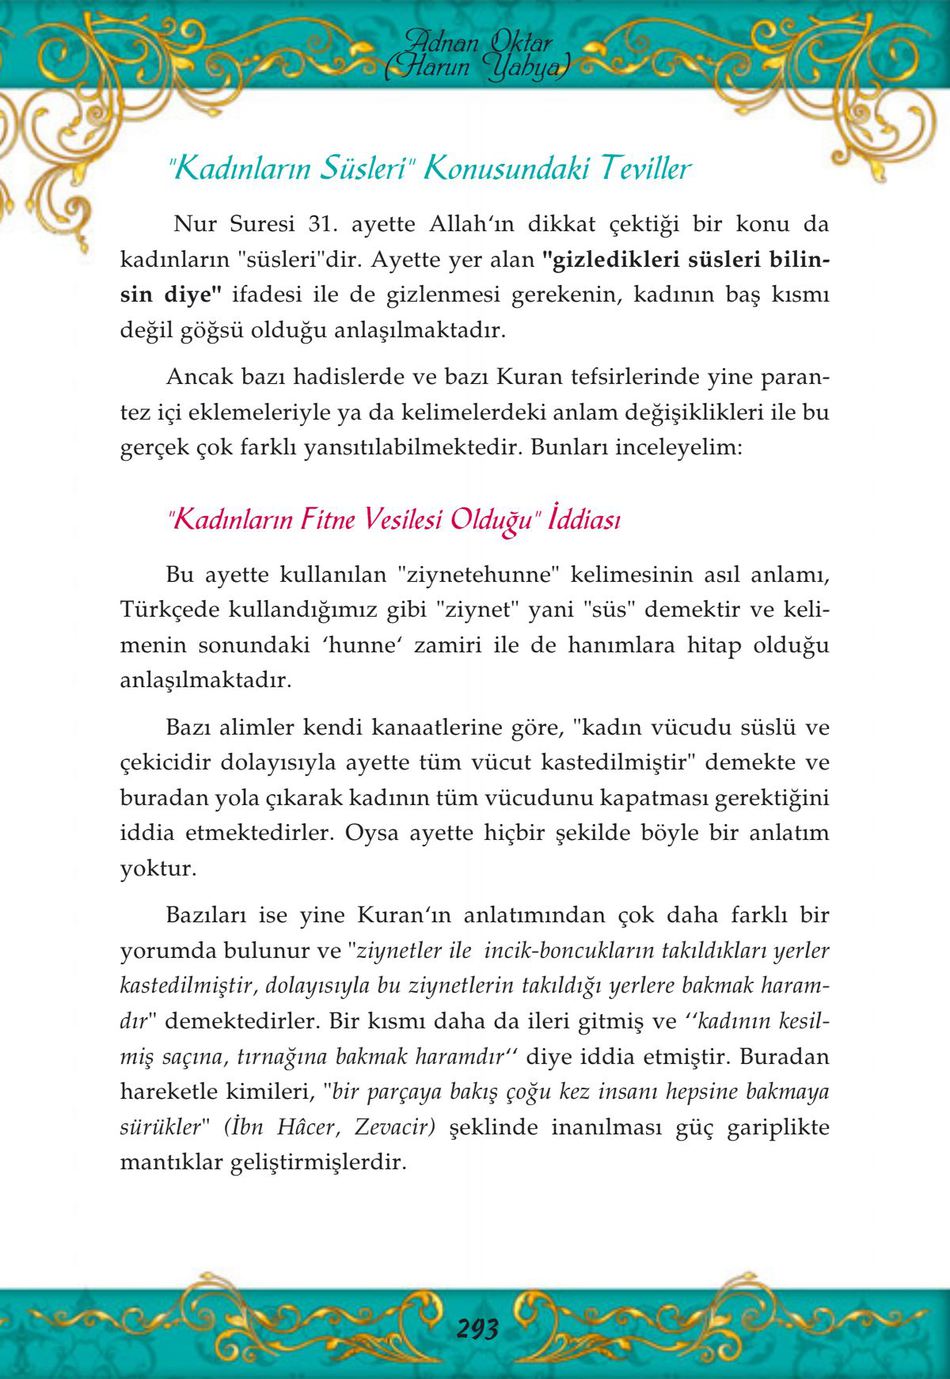 Adnan Oktar
(Harun Yahya)
"Kadınların Süsleri" Konusundaki Teviller
Nur Suresi 31. ayette Allah‘ın dikkat çektiği bir konu da
kadınların "süsleri"dir. Ayette yer alan "gizledikleri süsleri bilin-
sin diye" ifadesi ile de gizlenmesi gerekenin, kadının baş kısmı
değil göğsü olduğu anlaşılmaktadır.
Ancak bazı hadislerde ve bazı Kuran tefsirlerinde yine paran-
tez içi eklemeleriyle ya da kelimelerdeki anlam değişiklikleri ile bu
gerçek çok farklı yansıtılabilmektedir. Bunları inceleyelim:
"Kadınların Fitne Vesilesi Olduğu" İddiası
Bu ayette kullanılan "ziynetehunne" kelimesinin asıl anlamı,
Türkçede kullandığımız gibi "ziynet" yani "süs" demektir ve keli-
menin sonundaki ‘hunne‘ zamiri ile de hanımlara hitap olduğu
anlaşılmaktadır.
Bazı alimler kendi kanaatlerine göre, "kadın vücudu süslü ve
çekicidir dolayısıyla ayette tüm vücut kastedilmiştir" demekte ve
buradan yola çıkarak kadının tüm vücudunu kapatması gerektiğini
iddia etmektedirler. Oysa ayette hiçbir şekilde böyle bir anlatım
yoktur.
Bazıları ise yine Kuran‘ın anlatımından çok daha farklı bir
yorumda bulunur ve "ziynetler ile incik-boncukların takıldıkları yerler
kastedilmiştir, dolayısıyla bu ziynetlerin takıldığı yerlere bakmak haram-
dır" demektedirler. Bir kısmı daha da ileri gitmiş ve ‘‘kadının kesil-
miş saçına, tırnağına bakmak haramdır‘‘ diye iddia etmiştir. Buradan
hareketle kimileri, "bir parçaya bakış çoğu kez insanı hepsine bakmaya
sürükler" (İbn Hâcer, Zevacir) şeklinde inanılması güç gariplikte
mantıklar geliştirmişlerdir.
293